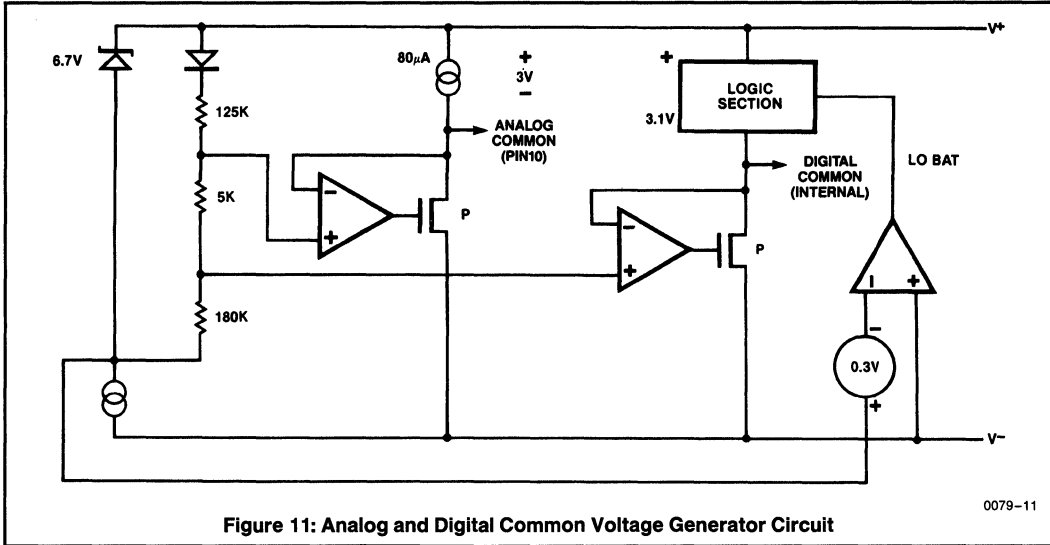 V+
6.7V
80μA
+
3V
−
+
LOGIC
SECTION
3.1V
125K
ANALOG
COMMON
(PIN10)
DIGITAL
COMMON
(INTERNAL)
LO BAT
5K
−
+
P
−
+
P
180K
−
+
−
0.3V
+
V−
0079–11
Figure 11: Analog and Digital Common Voltage Generator Circuit